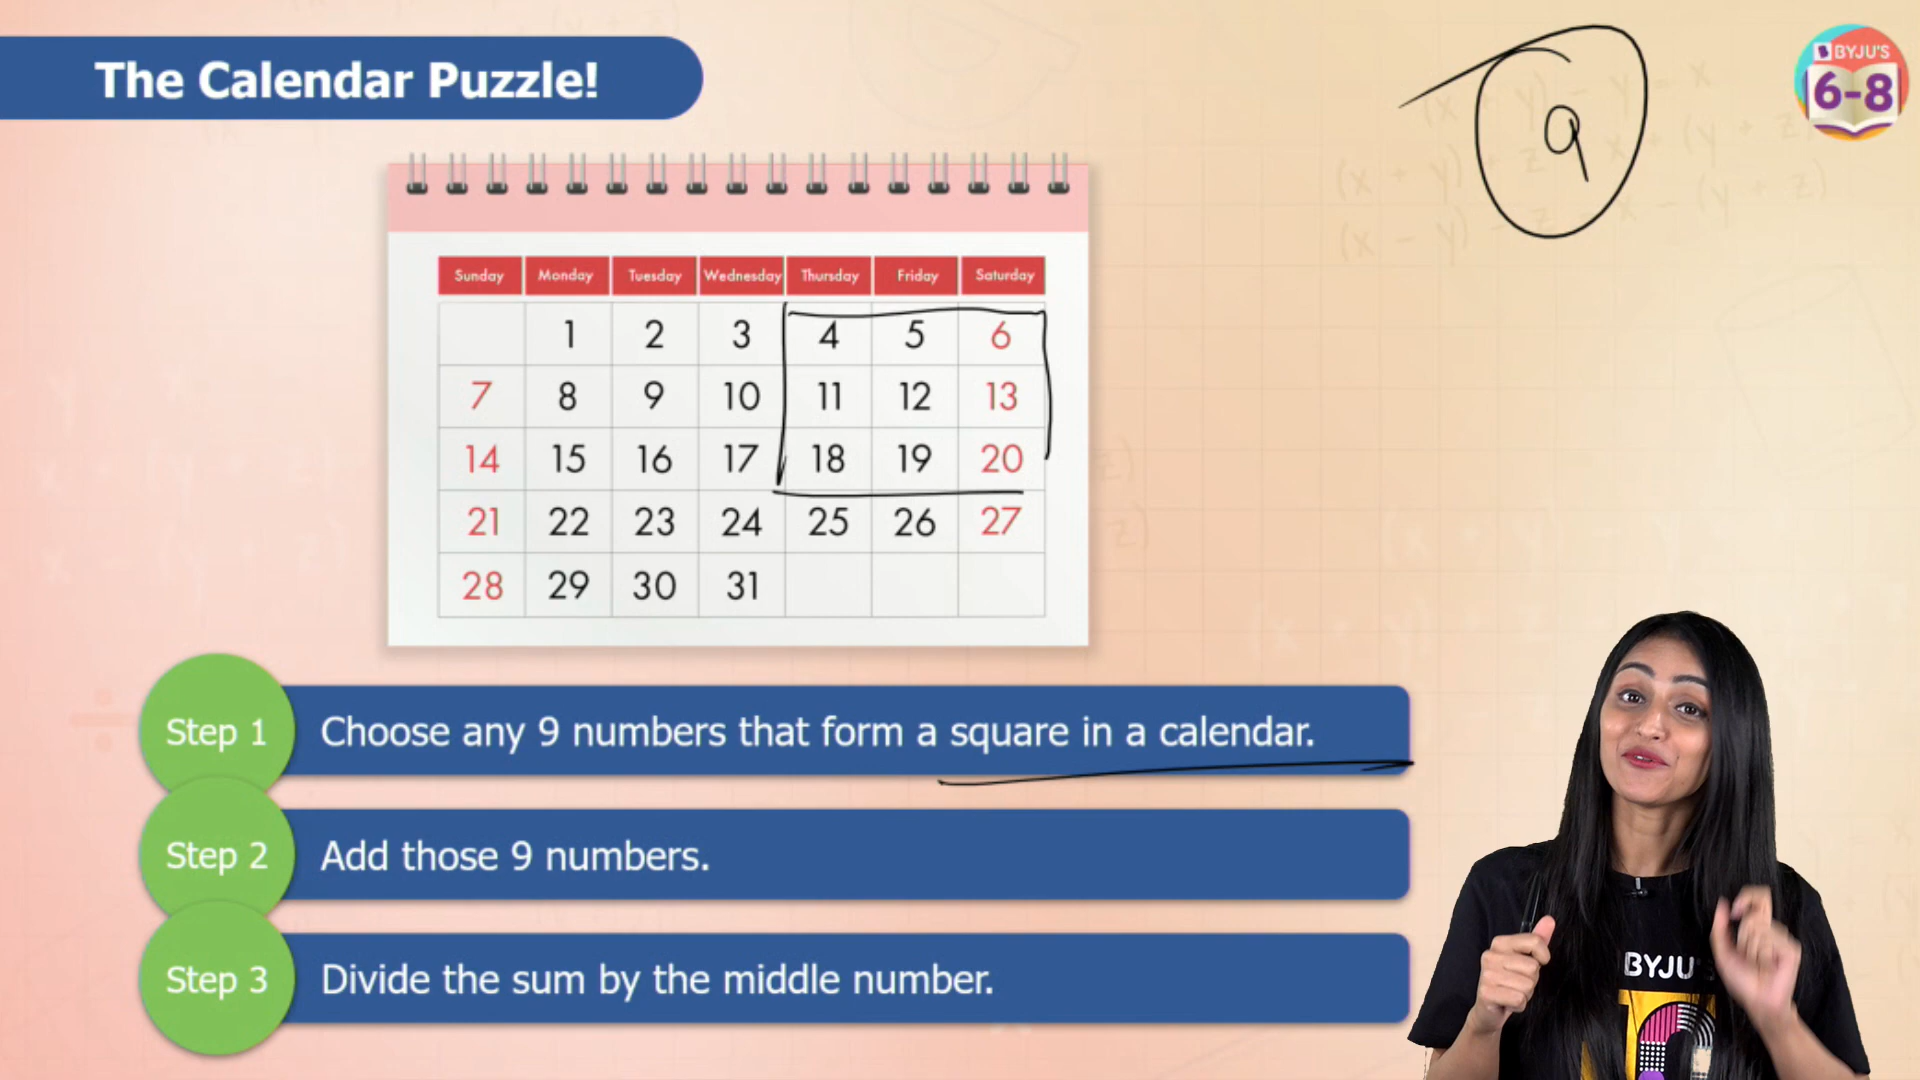 The Calendar Puzzle!
9
BYJU'S
6-8
Sunday Monday Tuesday Wednesday Thursday Friday Saturday
1 2 3 4 5 6
7 8 9 10 11 12 13
14 15 16 17 18 19 20
21 22 23 24 25 26 27
28 29 30 31
Step 1 Choose any 9 numbers that form a square in a calendar.
Step 2 Add those 9 numbers.
Step 3 Divide the sum by the middle number.
BYJU'